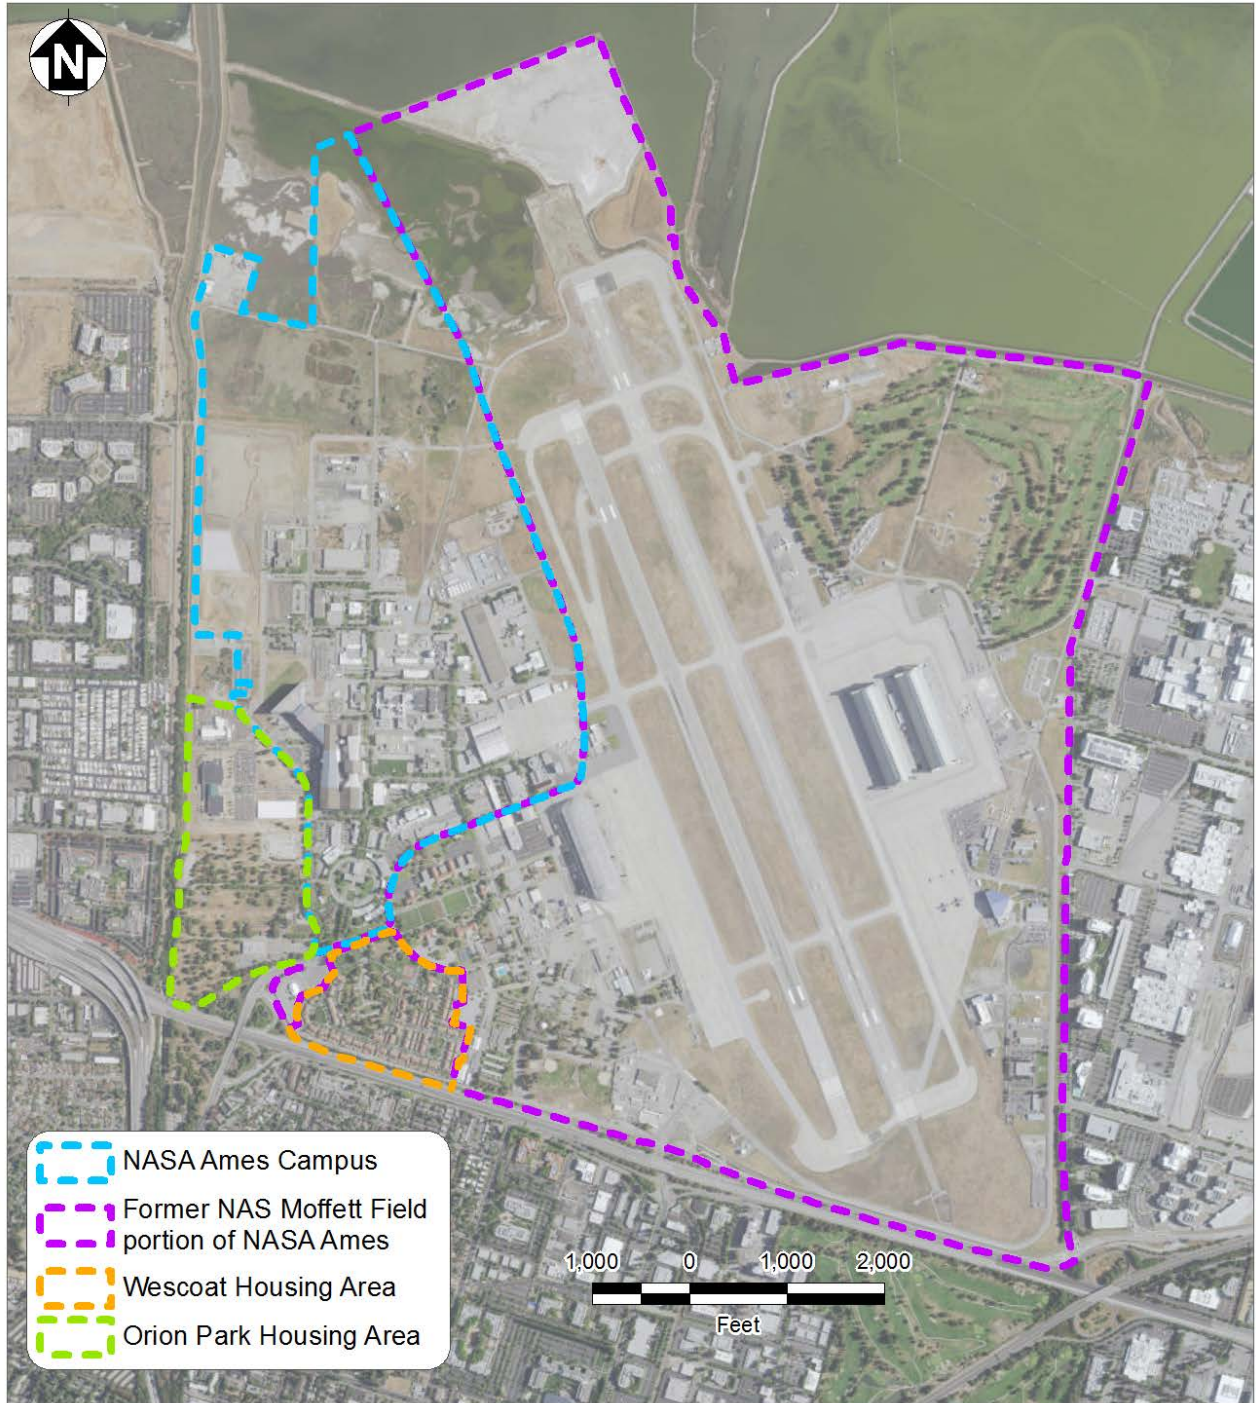 N
NASA Ames Campus
Former NAS Moffett Field
portion of NASA Ames
Wescoat Housing Area
Orion Park Housing Area
1,000 0 1,000 2,000
Feet